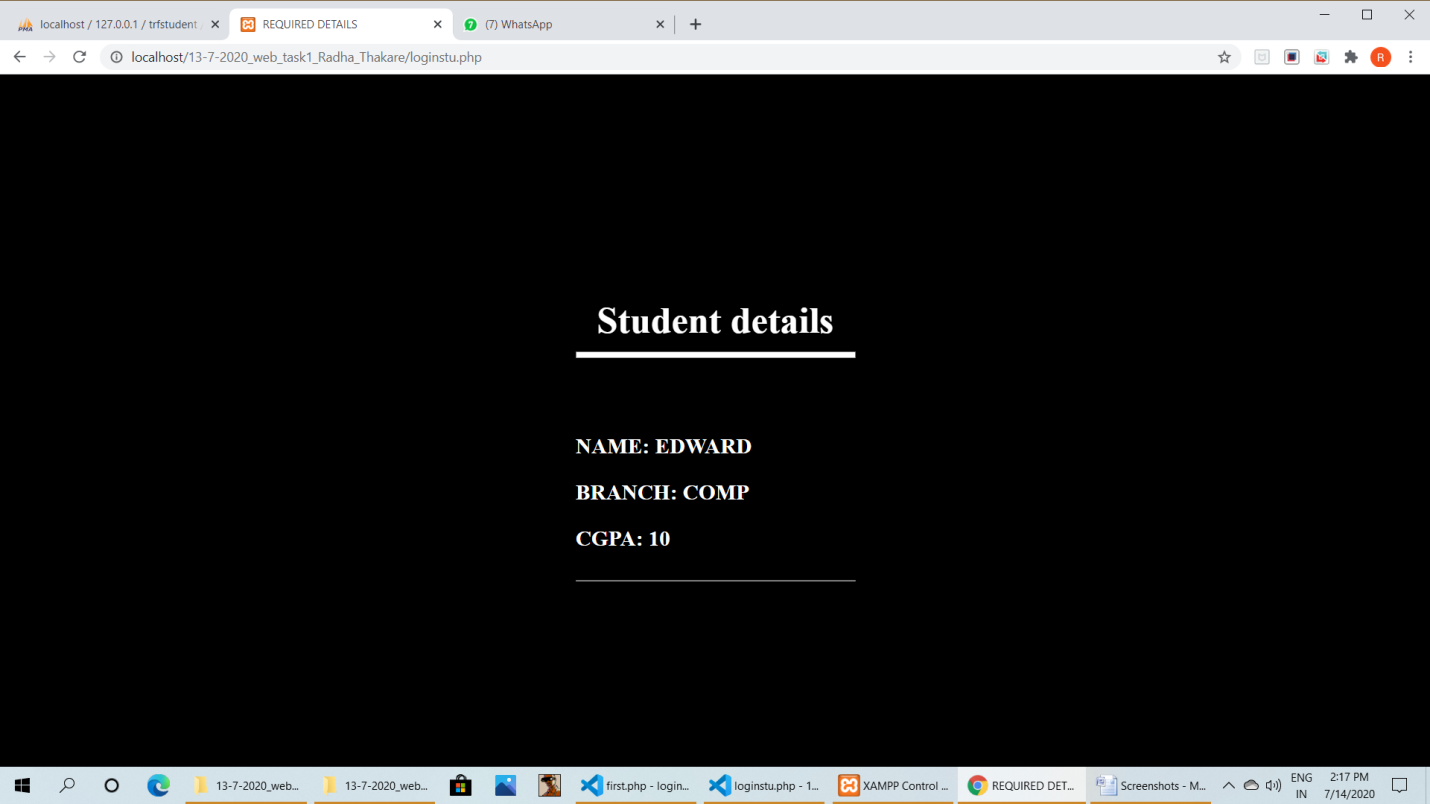 localhost / 127.0.0.1 / trfstudent
REQUIRED DETAILS
(7) WhatsApp
localhost/13-7-2020_web_task1_Radha_Thakare/loginstu.php
R
Student details
NAME: EDWARD
BRANCH: COMP
CGPA: 10
13-7-2020_web...
13-7-2020_web...
first.php - login...
loginstu.php - 1...
XAMPP Control ...
REQUIRED DET...
Screenshots - M...
ENG
IN
2:17 PM
7/14/2020